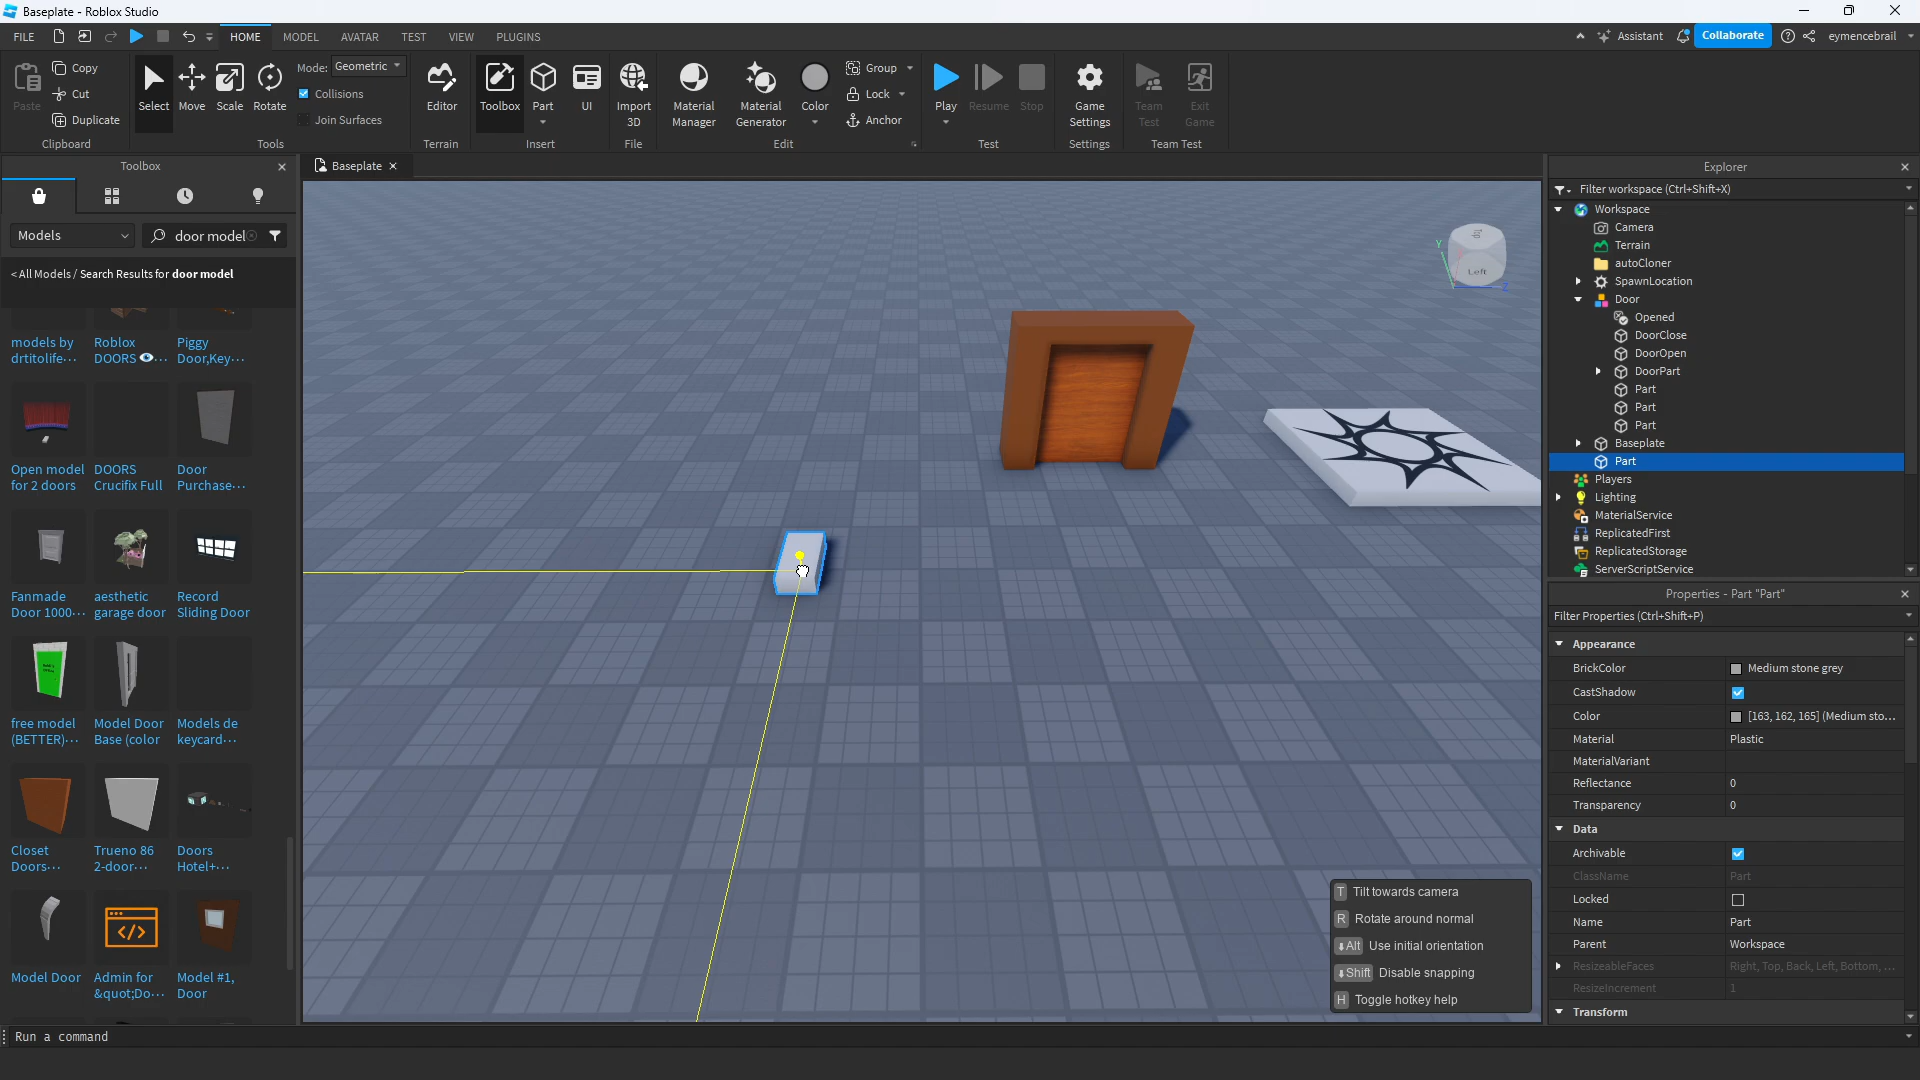 Baseplate - Roblox Studio
FILE HOME MODEL AVATAR TEST VIEW PLUGINS Assistant Collaborate eymencebrail
Paste Copy Cut Duplicate Clipboard
Select Move Scale Rotate Mode: Geometric Collisions Join Surfaces Tools
Editor Terrain
Toolbox Part UI Insert
Import 3D File
Material Manager Material Generator Color Group Lock Anchor Edit
Play Resume Stop Test
Game Settings Settings
Team Test Exit Game Team Test
Toolbox
Models door model
< All Models / Search Results for door model
models by drtitolife...
Roblox DOORS 👁...
Piggy Door,Key...
Open model for 2 doors
DOORS Crucifix Full
Door Purchase...
Fanmade Door 1000...
aesthetic garage door
Record Sliding Door
free model (BETTER)...
Model Door Base (color
Models de keycard...
Closet Doors...
Trueno 86 2-door...
Doors Hotel+...
Model Door
Admin for &quot;Do...
Model #1, Door
Baseplate
Top
Left
Y
Z
T Tilt towards camera
R Rotate around normal
Alt Use initial orientation
Shift Disable snapping
H Toggle hotkey help
Explorer
Filter workspace (Ctrl+Shift+X)
Workspace
Camera
Terrain
autoCloner
SpawnLocation
Door
Opened
DoorClose
DoorOpen
DoorPart
Part
Part
Part
Baseplate
Part
Players
Lighting
MaterialService
ReplicatedFirst
ReplicatedStorage
ServerScriptService
Properties - Part "Part"
Filter Properties (Ctrl+Shift+P)
Appearance
BrickColor Medium stone grey
CastShadow
Color [163, 162, 165] (Medium sto...
Material Plastic
MaterialVariant
Reflectance 0
Transparency 0
Data
Archivable
ClassName Part
Locked
Name Part
Parent Workspace
ResizeableFaces Right, Top, Back, Left, Bottom, ...
ResizeIncrement 1
Transform
Run a command